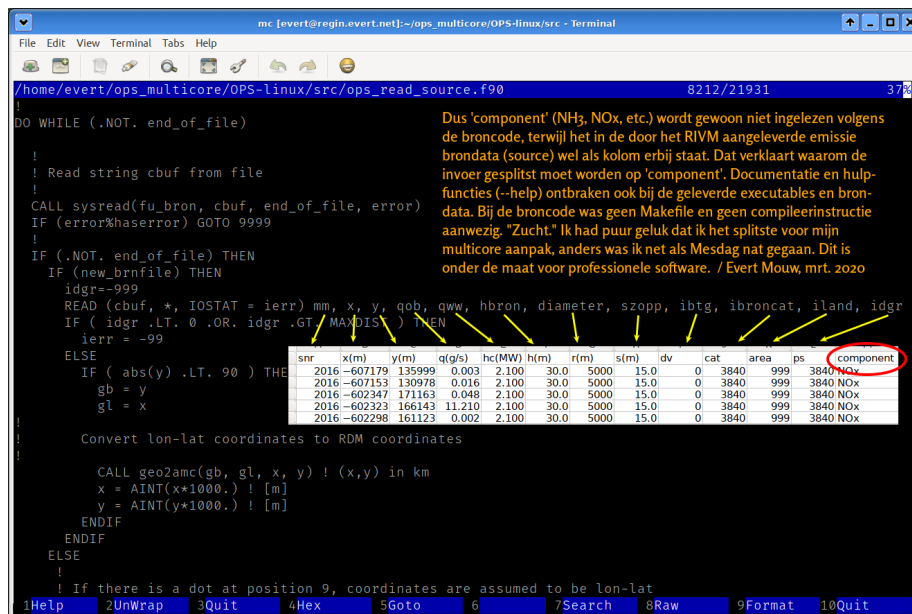 mc [evert@regin.evert.net]:~/ops_multicore/OPS-linux/src - Terminal
File Edit View Terminal Tabs Help
/home/evert/ops_multicore/OPS-linux/src/ops_read_source.f90 8212/21931 37%
!
DO WHILE (.NOT. end_of_file)
!
! Read string cbuf from file
!
CALL sysread(fu_bron, cbuf, end_of_file, error)
IF (error%haserror) GOTO 9999
!
IF (.NOT. end_of_file) THEN
IF (new_brnfile) THEN
idgr=-999
READ (cbuf, *, IOSTAT = ierr) mm, x, y, qob, qww, hbron, diameter, szopp, ibtg, ibroncat, iland, idgr
IF ( idgr .LT. 0 .OR. idgr .GT. MAXDIST ) THEN
ierr = -99
ELSE
IF ( abs(y) .LT. 90 ) THE
gb = y
gl = x
!
! Convert lon-lat coordinates to RDM coordinates
!
CALL geo2amc(gb, gl, x, y) ! (x,y) in km
x = AINT(x*1000.) ! [m]
y = AINT(y*1000.) ! [m]
ENDIF
ENDIF
ELSE
!
! If there is a dot at position 9, coordinates are assumed to be lon-lat
Dus 'component' (NH3, NOx, etc.) wordt gewoon niet ingelezen volgens
de broncode, terwijl het in de door het RIVM aangeleverde emissie
brondata (source) wel als kolom erbij staat. Dat verklaart waarom de
invoer gesplitst moet worden op 'component'. Documentatie en hulp-
functies (--help) ontbraken ook bij de geleverde executables en bron-
data. Bij de broncode was geen Makefile en geen compileerinstructie
aanwezig. "Zucht." Ik had puur geluk dat ik het splitste voor mijn
multicore aanpak, anders was ik net als Mesdag nat gegaan. Dit is
onder de maat voor professionele software. / Evert Mouw, mrt. 2020
snr x(m) y(m) q(g/s) hc(MW) h(m) r(m) s(m) dv cat area ps component
2016 −607179 135999 0.003 2.100 30.0 5000 15.0 0 3840 999 3840 NOx
2016 −607153 130978 0.016 2.100 30.0 5000 15.0 0 3840 999 3840 NOx
2016 −602347 171163 0.048 2.100 30.0 5000 15.0 0 3840 999 3840 NOx
2016 −602323 166143 11.210 2.100 30.0 5000 15.0 0 3840 999 3840 NOx
2016 −602298 161123 0.002 2.100 30.0 5000 15.0 0 3840 999 3840 NOx
1Help 2UnWrap 3Quit 4Hex 5Goto 6 7Search 8Raw 9Format 10Quit